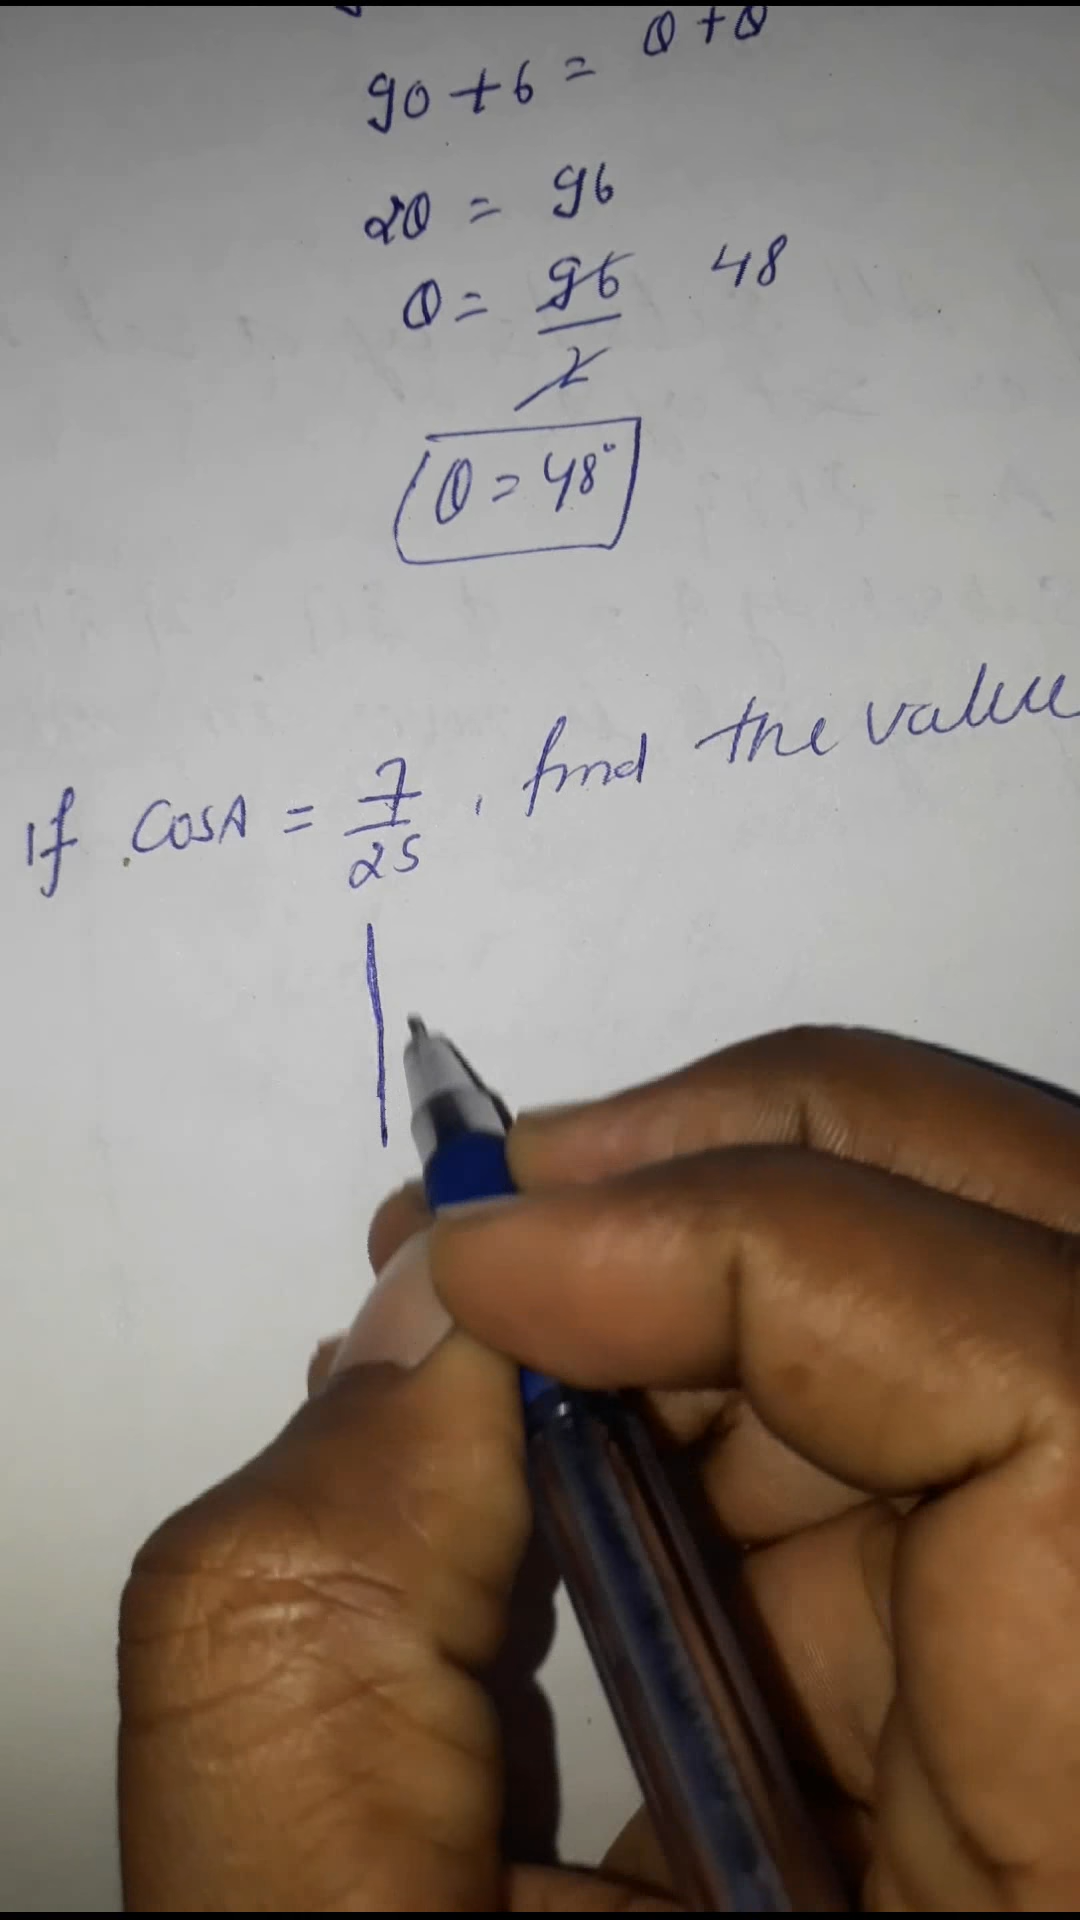 90 + 6 = θ + θ
2θ = 96
θ = 96/2 48
θ = 48°
If CosA = 7/25, find the value